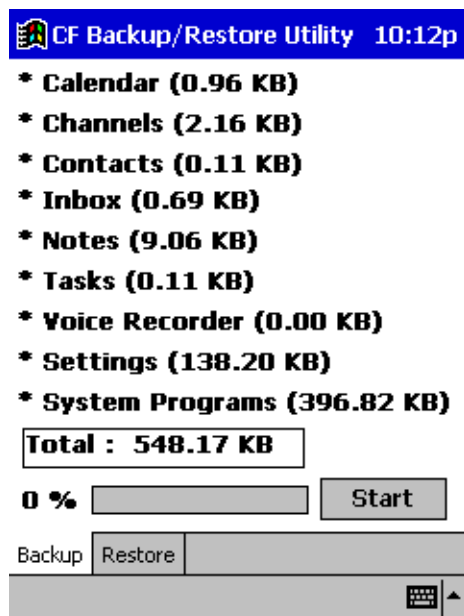 CF Backup/Restore Utility 10:12p
* Calendar (0.96 KB)
* Channels (2.16 KB)
* Contacts (0.11 KB)
* Inbox (0.69 KB)
* Notes (9.06 KB)
* Tasks (0.11 KB)
* Voice Recorder (0.00 KB)
* Settings (138.20 KB)
* System Programs (396.82 KB)
Total : 548.17 KB
0 % Start
Backup Restore